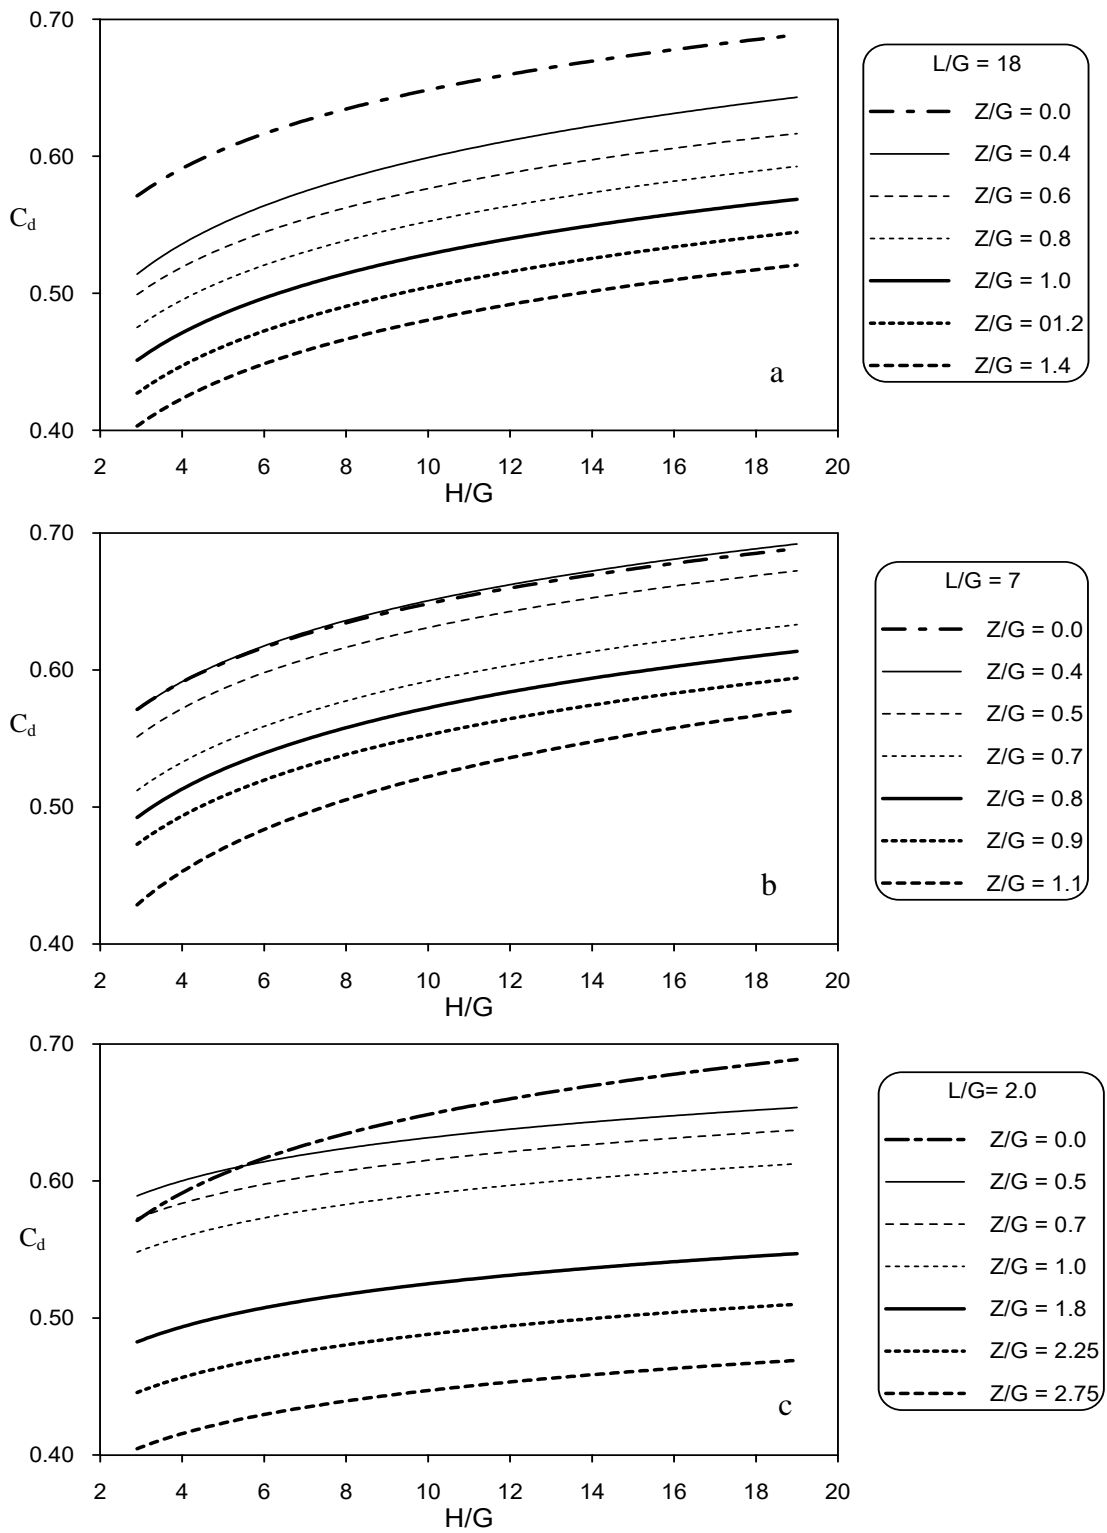 0.70
0.60
0.50
0.40
C_d
2 4 6 8 10 12 14 16 18 20
H/G
a
L/G = 18
Z/G = 0.0
Z/G = 0.4
Z/G = 0.6
Z/G = 0.8
Z/G = 1.0
Z/G = 01.2
Z/G = 1.4
0.70
0.60
0.50
0.40
C_d
2 4 6 8 10 12 14 16 18 20
H/G
b
L/G = 7
Z/G = 0.0
Z/G = 0.4
Z/G = 0.5
Z/G = 0.7
Z/G = 0.8
Z/G = 0.9
Z/G = 1.1
0.70
0.60
0.50
0.40
C_d
2 4 6 8 10 12 14 16 18 20
H/G
c
L/G= 2.0
Z/G = 0.0
Z/G = 0.5
Z/G = 0.7
Z/G = 1.0
Z/G = 1.8
Z/G = 2.25
Z/G = 2.75